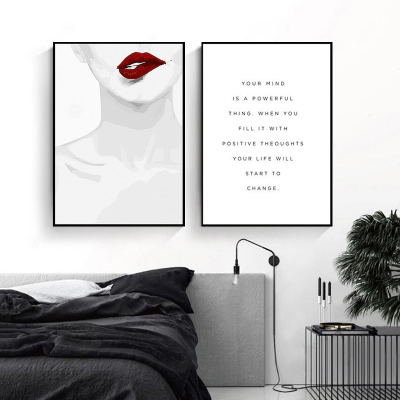 YOUR MIND
IS A POWERFUL
THING. WHEN YOU
FILL IT WITH
POSITIVE THEOUGHTS
YOUR LIFE WILL
START TO
CHANGE.